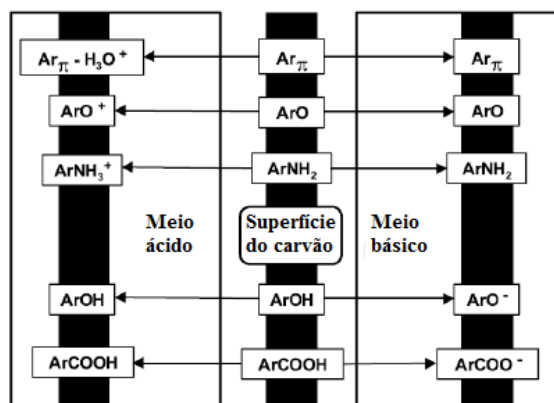 Arπ - H₃O⁺ Arπ Arπ
ArO⁺ ArO ArO
ArNH₃⁺ ArNH₂ ArNH₂
Meio ácido
Superfície do carvão
Meio básico
ArOH ArOH ArO⁻
ArCOOH ArCOOH ArCOO⁻